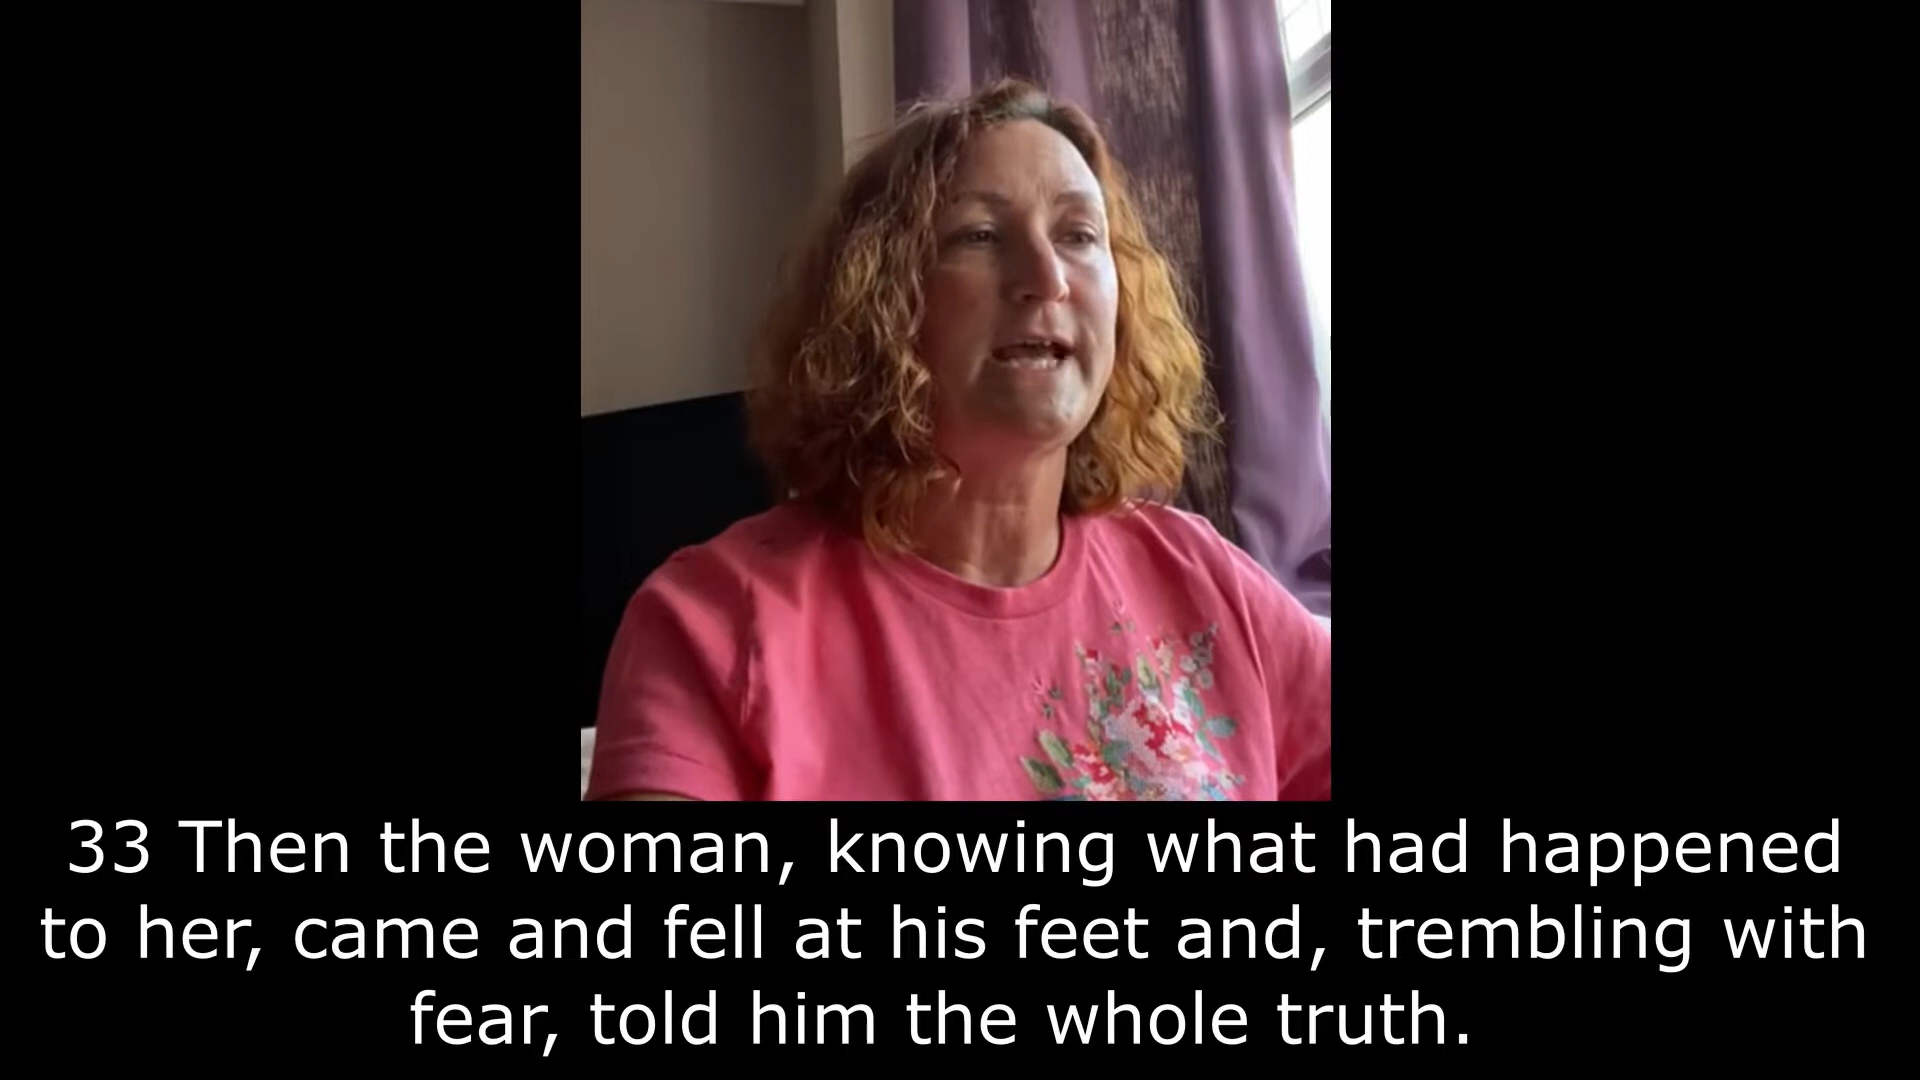 33 Then the woman, knowing what had happened
to her, came and fell at his feet and, trembling with
fear, told him the whole truth.